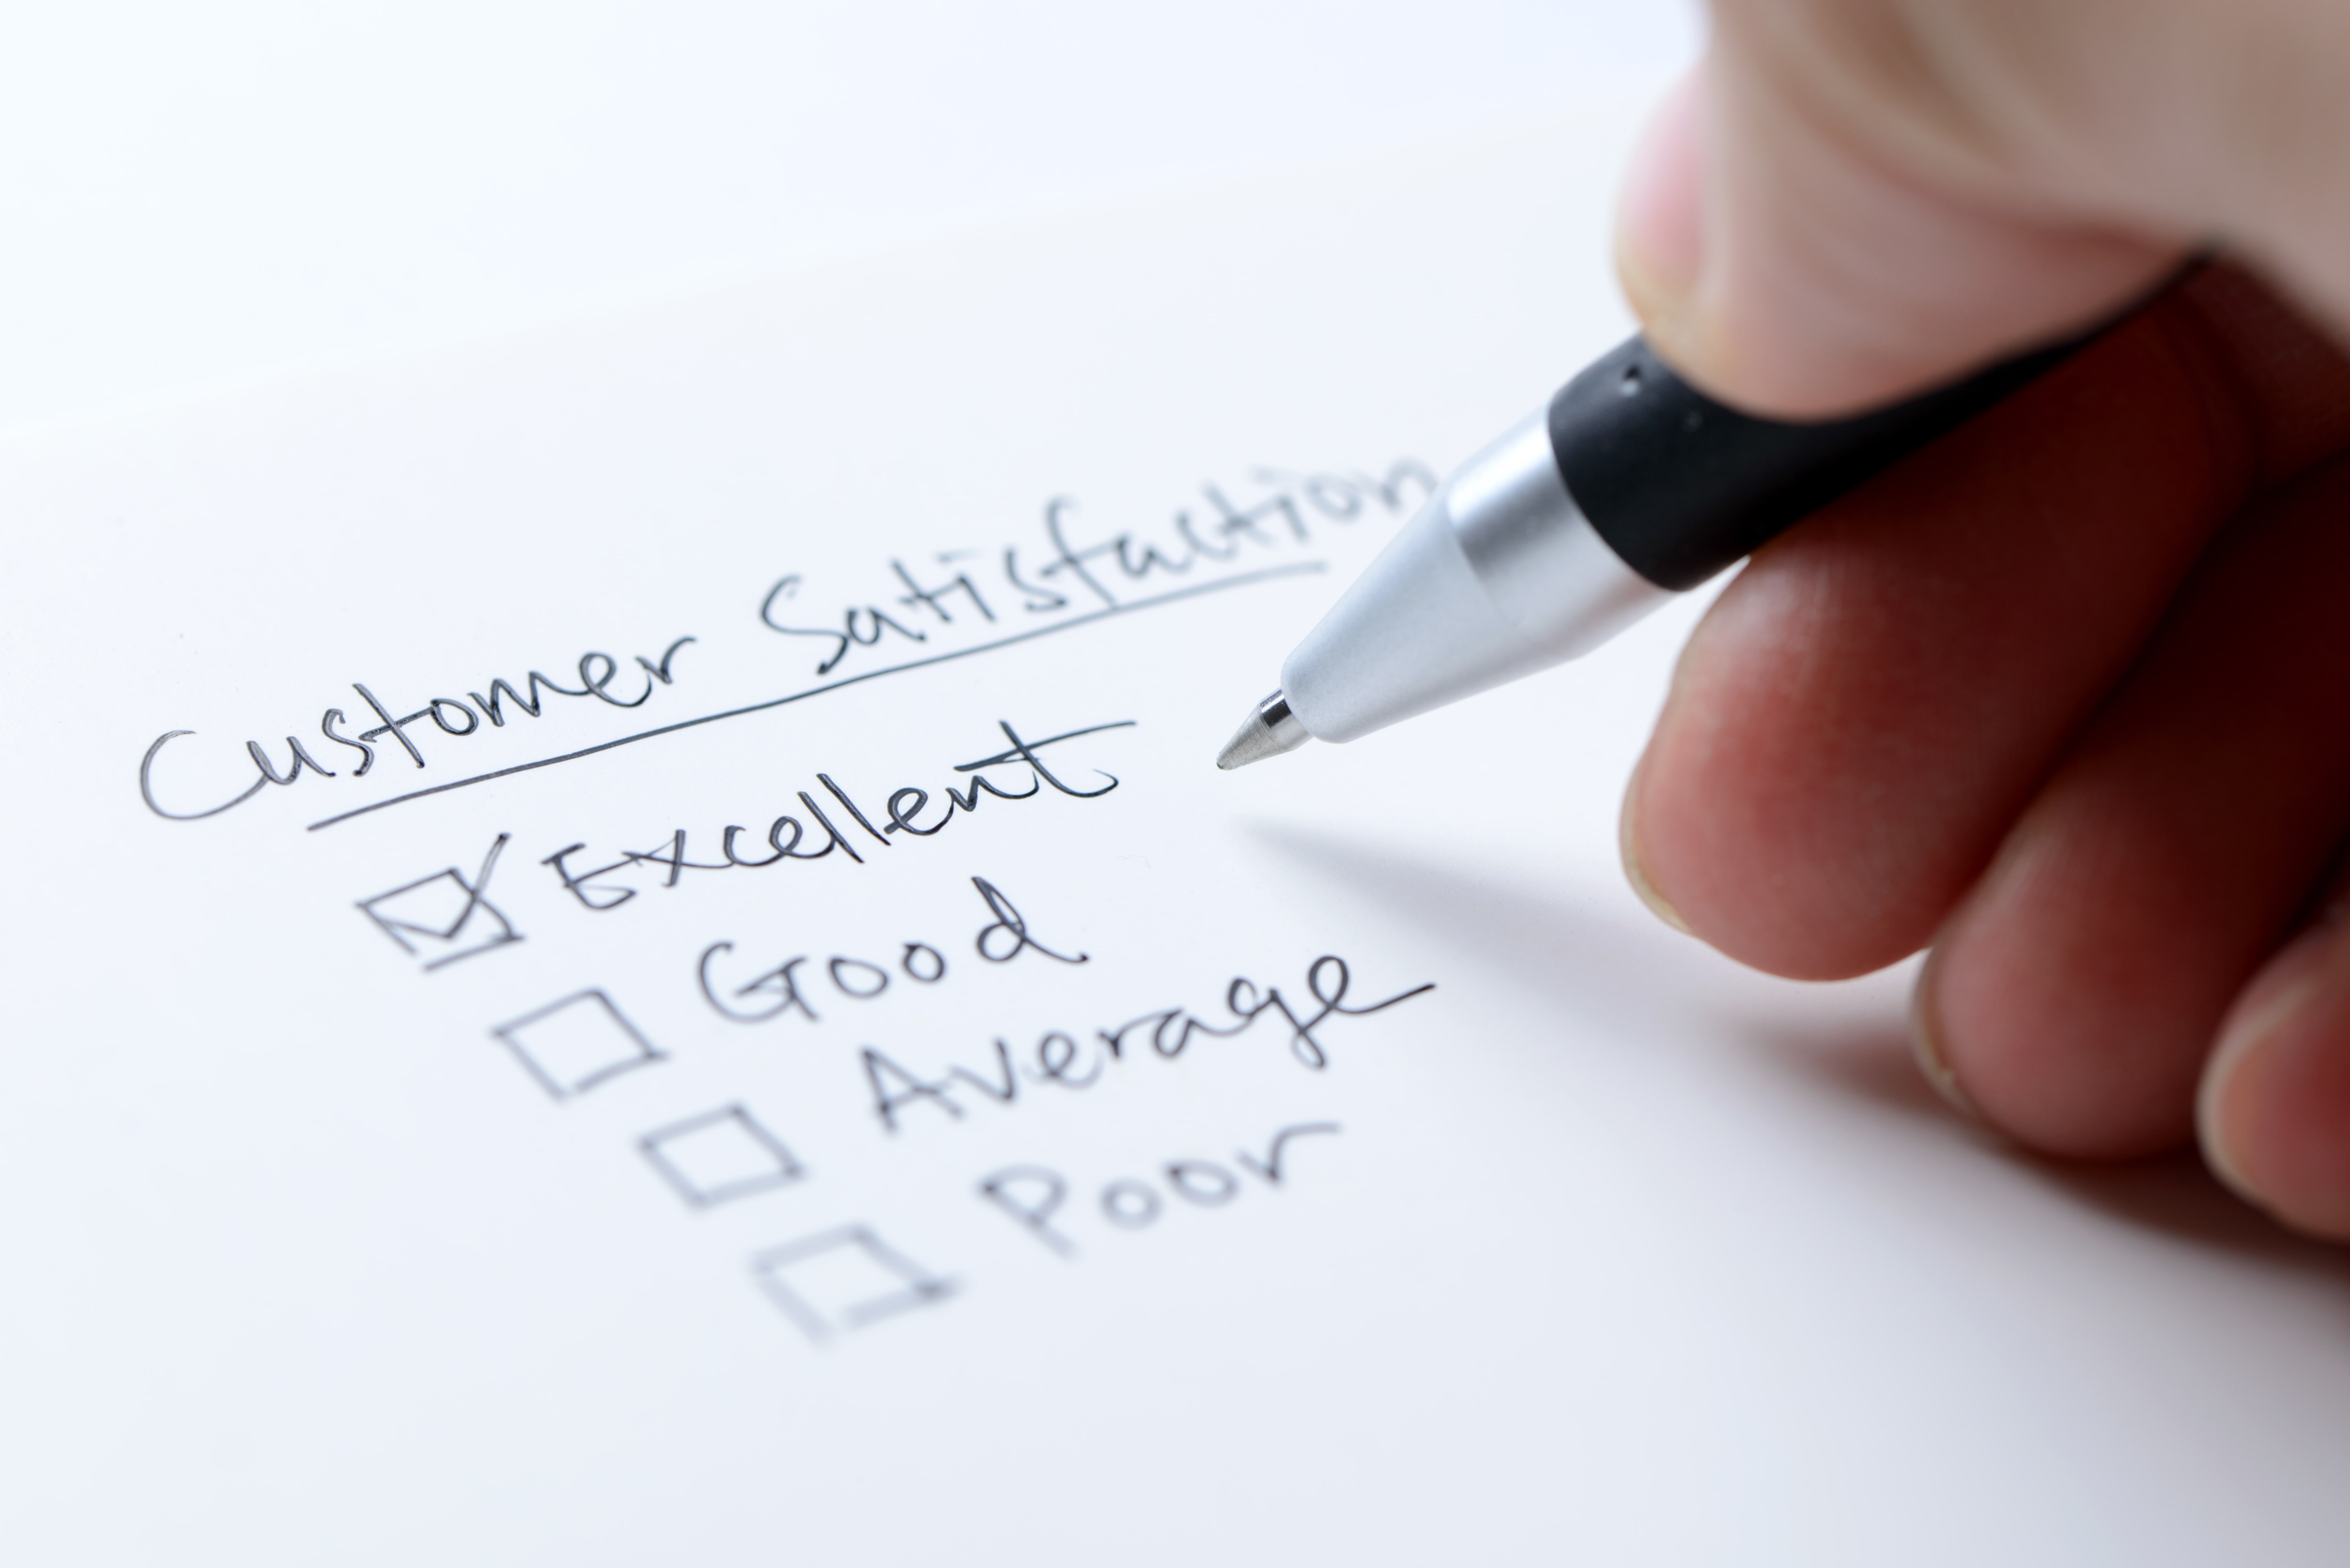 Customer Satisfaction
Excellent
Good
Average
Poor